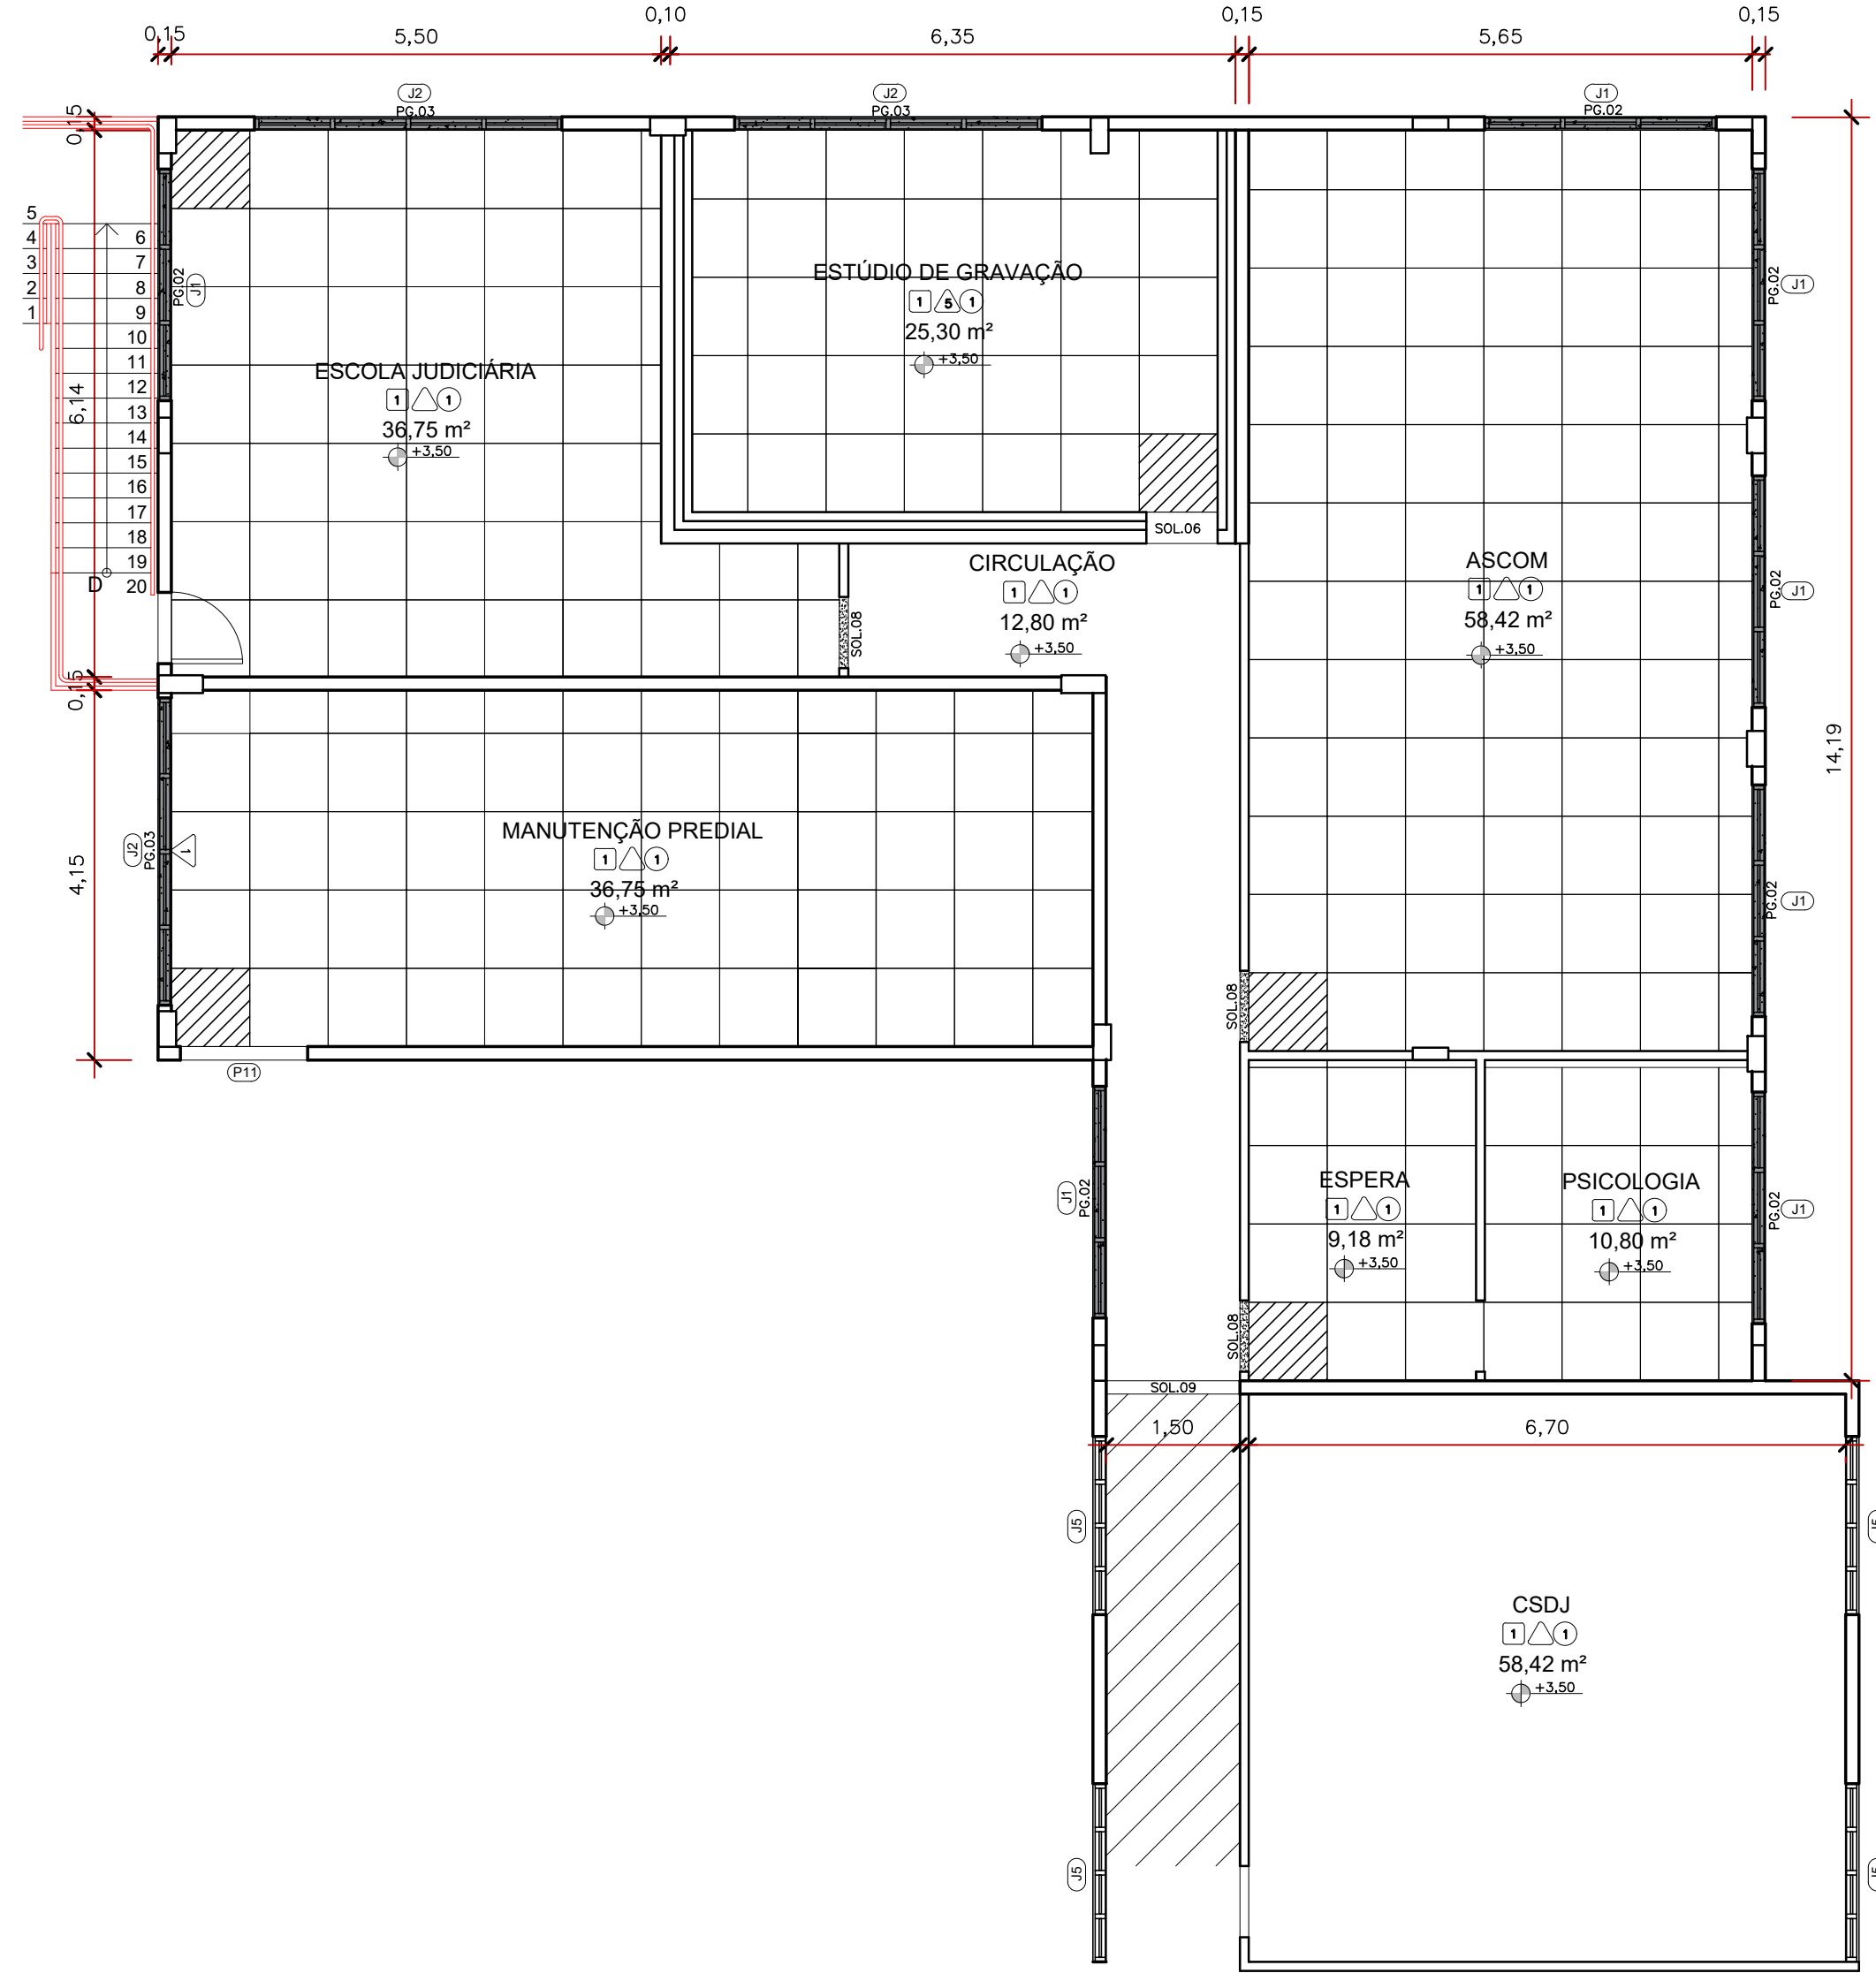 0,15
5,50
0,10
6,35
0,15
5,65
0,15
J2
PG.03
J2
PG.03
J1
PG.02
0,15
5
4
3
2
1
6
7
8
9
10
11
12
13
14
15
16
17
18
19
20
D
6,14
0,15
4,15
PG.02
J1
ESCOLA JUDICIÁRIA
1 1
36,75 m²
+3,50
ESTÚDIO DE GRAVAÇÃO
1 5 1
25,30 m²
+3,50
SOL.06
CIRCULAÇÃO
1 1
12,80 m²
+3,50
SOL.08
ASCOM
1 1
58,42 m²
+3,50
PG.02
J1
PG.02
J1
PG.02
J1
PG.02
J1
14,19
MANUTENÇÃO PREDIAL
1 1
36,75 m²
+3,50
J2
PG.03
1
P11
SOL.08
J1
PG.02
ESPERA
1 1
9,18 m²
+3,50
PSICOLOGIA
1 1
10,80 m²
+3,50
SOL.08
SOL.09
1,50
6,70
J5
J5
CSDJ
1 1
58,42 m²
+3,50
J5
J5